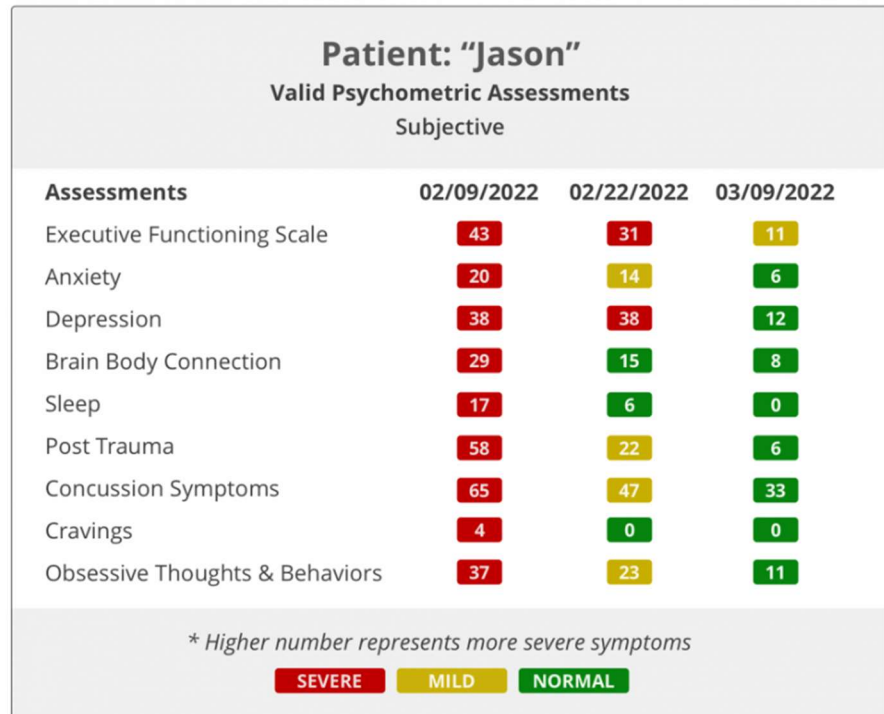 Patient: “Jason”
Valid Psychometric Assessments
Subjective
Assessments 02/09/2022 02/22/2022 03/09/2022
Executive Functioning Scale 43 31 11
Anxiety 20 14 6
Depression 38 38 12
Brain Body Connection 29 15 8
Sleep 17 6 0
Post Trauma 58 22 6
Concussion Symptoms 65 47 33
Cravings 4 0 0
Obsessive Thoughts & Behaviors 37 23 11
* Higher number represents more severe symptoms
SEVERE MILD NORMAL